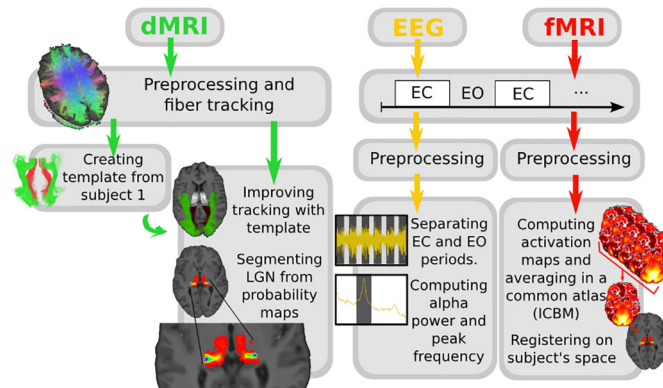 dMRI
EEG
fMRI
Preprocessing and
fiber tracking
EC
EO
EC
...
Creating
template from
subject 1
Improving
tracking with
template
Segmenting
LGN from
probability
maps
Preprocessing
Separating
EC and EO
periods.
Computing
alpha
power and
peak
frequency
Preprocessing
Computing
activation
maps and
averaging in a
common atlas
(ICBM)
Registering on
subject's space